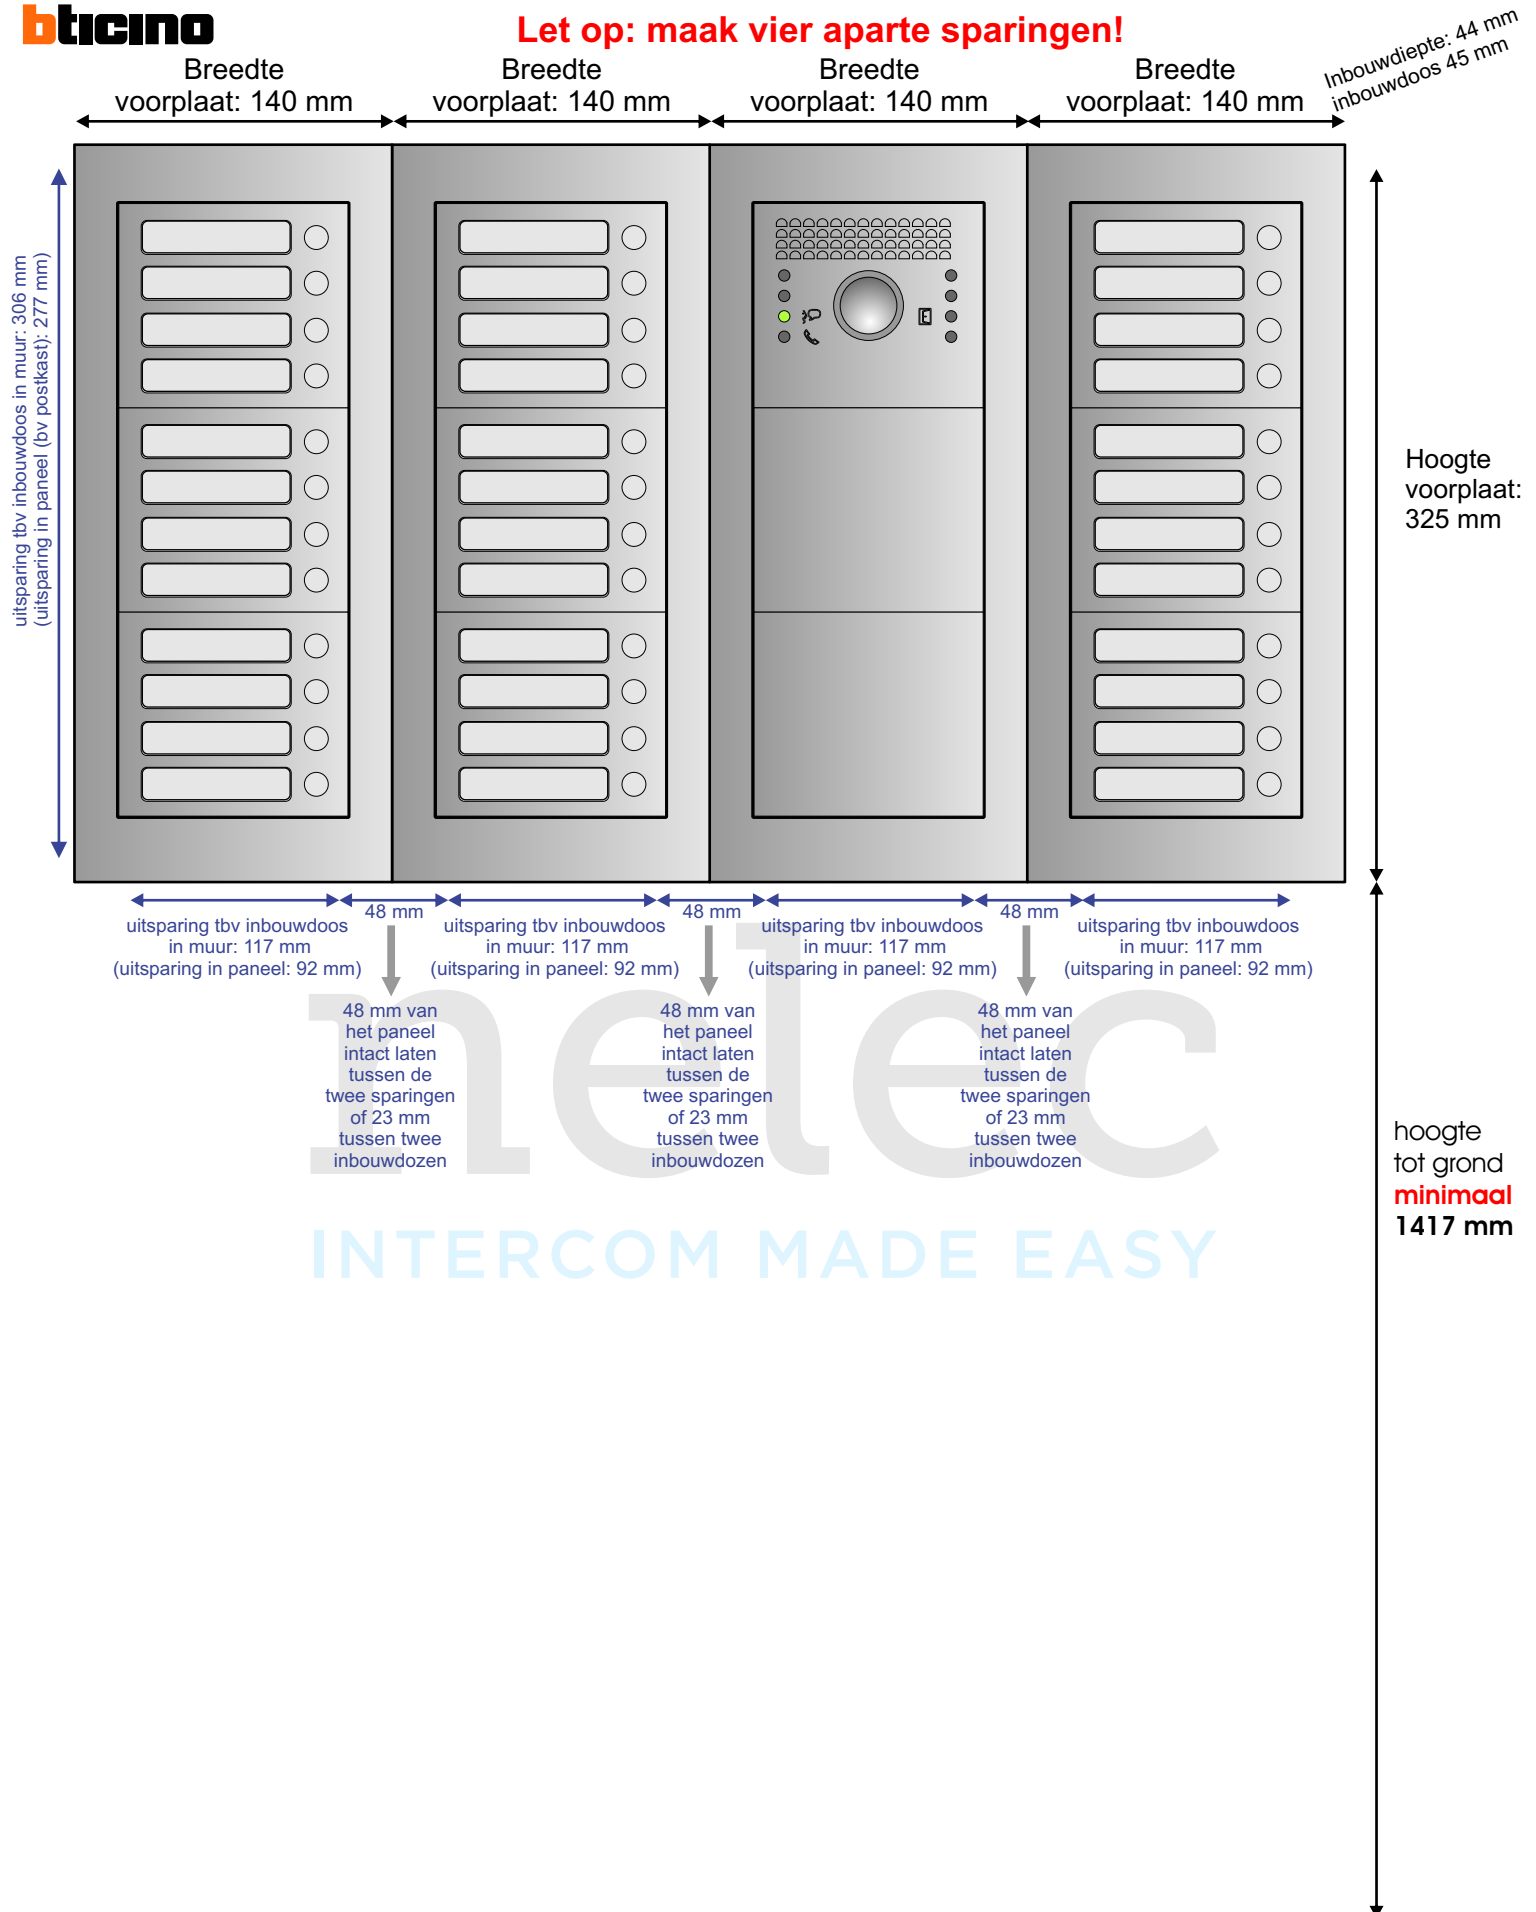 bticino
Let op: maak vier aparte sparingen!
Inbouwdiepte: 44 mm
inbouwdoos 45 mm
Breedte
voorplaat: 140 mm
Breedte
voorplaat: 140 mm
Breedte
voorplaat: 140 mm
Breedte
voorplaat: 140 mm
uitsparing tbv inbouwdoos in muur: 306 mm
(uitsparing in paneel (bv postkast): 277 mm)
Hoogte
voorplaat:
325 mm
uitsparing tbv inbouwdoos
in muur: 117 mm
(uitsparing in paneel: 92 mm)
48 mm
uitsparing tbv inbouwdoos
in muur: 117 mm
(uitsparing in paneel: 92 mm)
48 mm
uitsparing tbv inbouwdoos
in muur: 117 mm
(uitsparing in paneel: 92 mm)
48 mm
uitsparing tbv inbouwdoos
in muur: 117 mm
(uitsparing in paneel: 92 mm)
48 mm van
het paneel
intact laten
tussen de
twee sparingen
of 23 mm
tussen twee
inbouwdozen
48 mm van
het paneel
intact laten
tussen de
twee sparingen
of 23 mm
tussen twee
inbouwdozen
48 mm van
het paneel
intact laten
tussen de
twee sparingen
of 23 mm
tussen twee
inbouwdozen
hoogte
tot grond
minimaal
1417 mm
nelec
INTERCOM MADE EASY